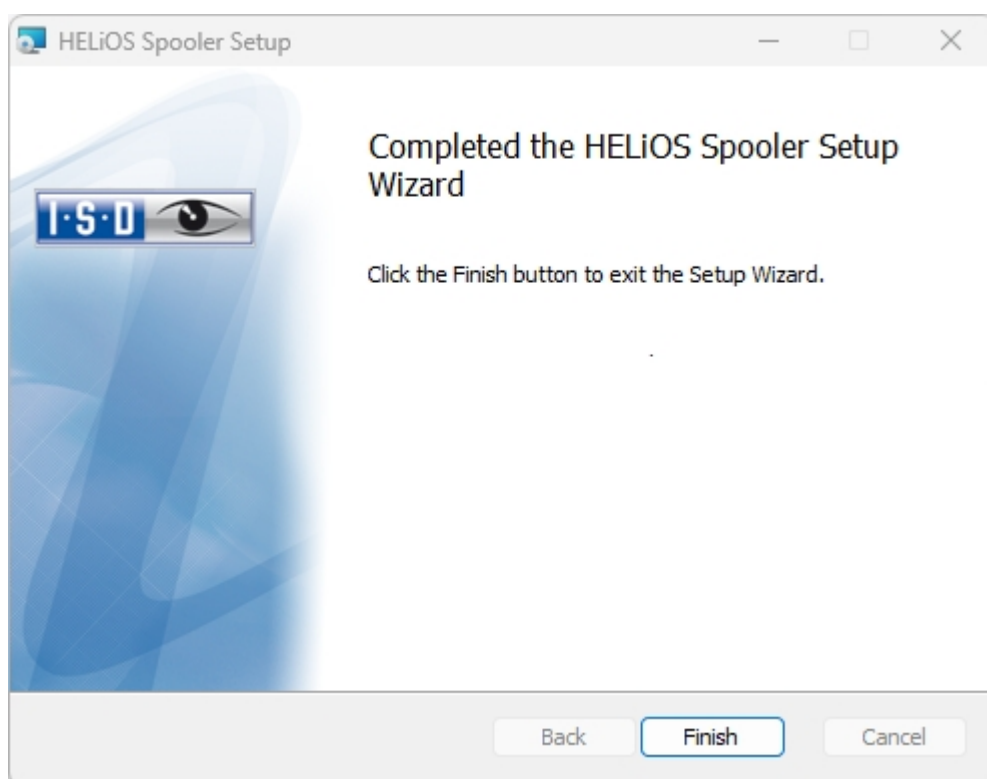 HELiOS Spooler Setup
Completed the HELiOS Spooler Setup
Wizard
I·S·D
Click the Finish button to exit the Setup Wizard.
Back
Finish
Cancel